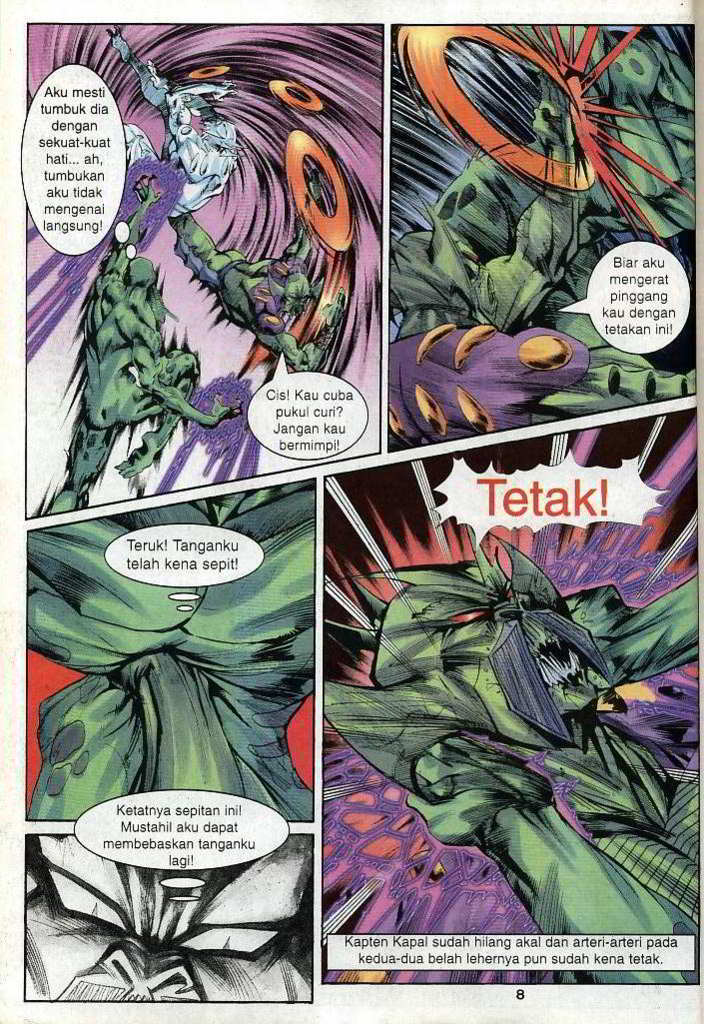 Aku mesti
tumbuk dia
dengan
sekuat-kuat
hati... ah,
tumbukan
aku tidak
mengenai
langsung!
Cis! Kau cuba
pukul curi?
Jangan kau
bermimpi!
Biar aku
mengerat
pinggang
kau dengan
tetakan ini!
Teruk! Tanganku
telah kena sepit!
Ketatnya sepitan ini!
Mustahil aku dapat
membebaskan tanganku
lagi!
Tetak!
Kapten Kapal sudah hilang akal dan arteri-arteri pada
kedua-dua belah lehernya pun sudah kena tetak.
8